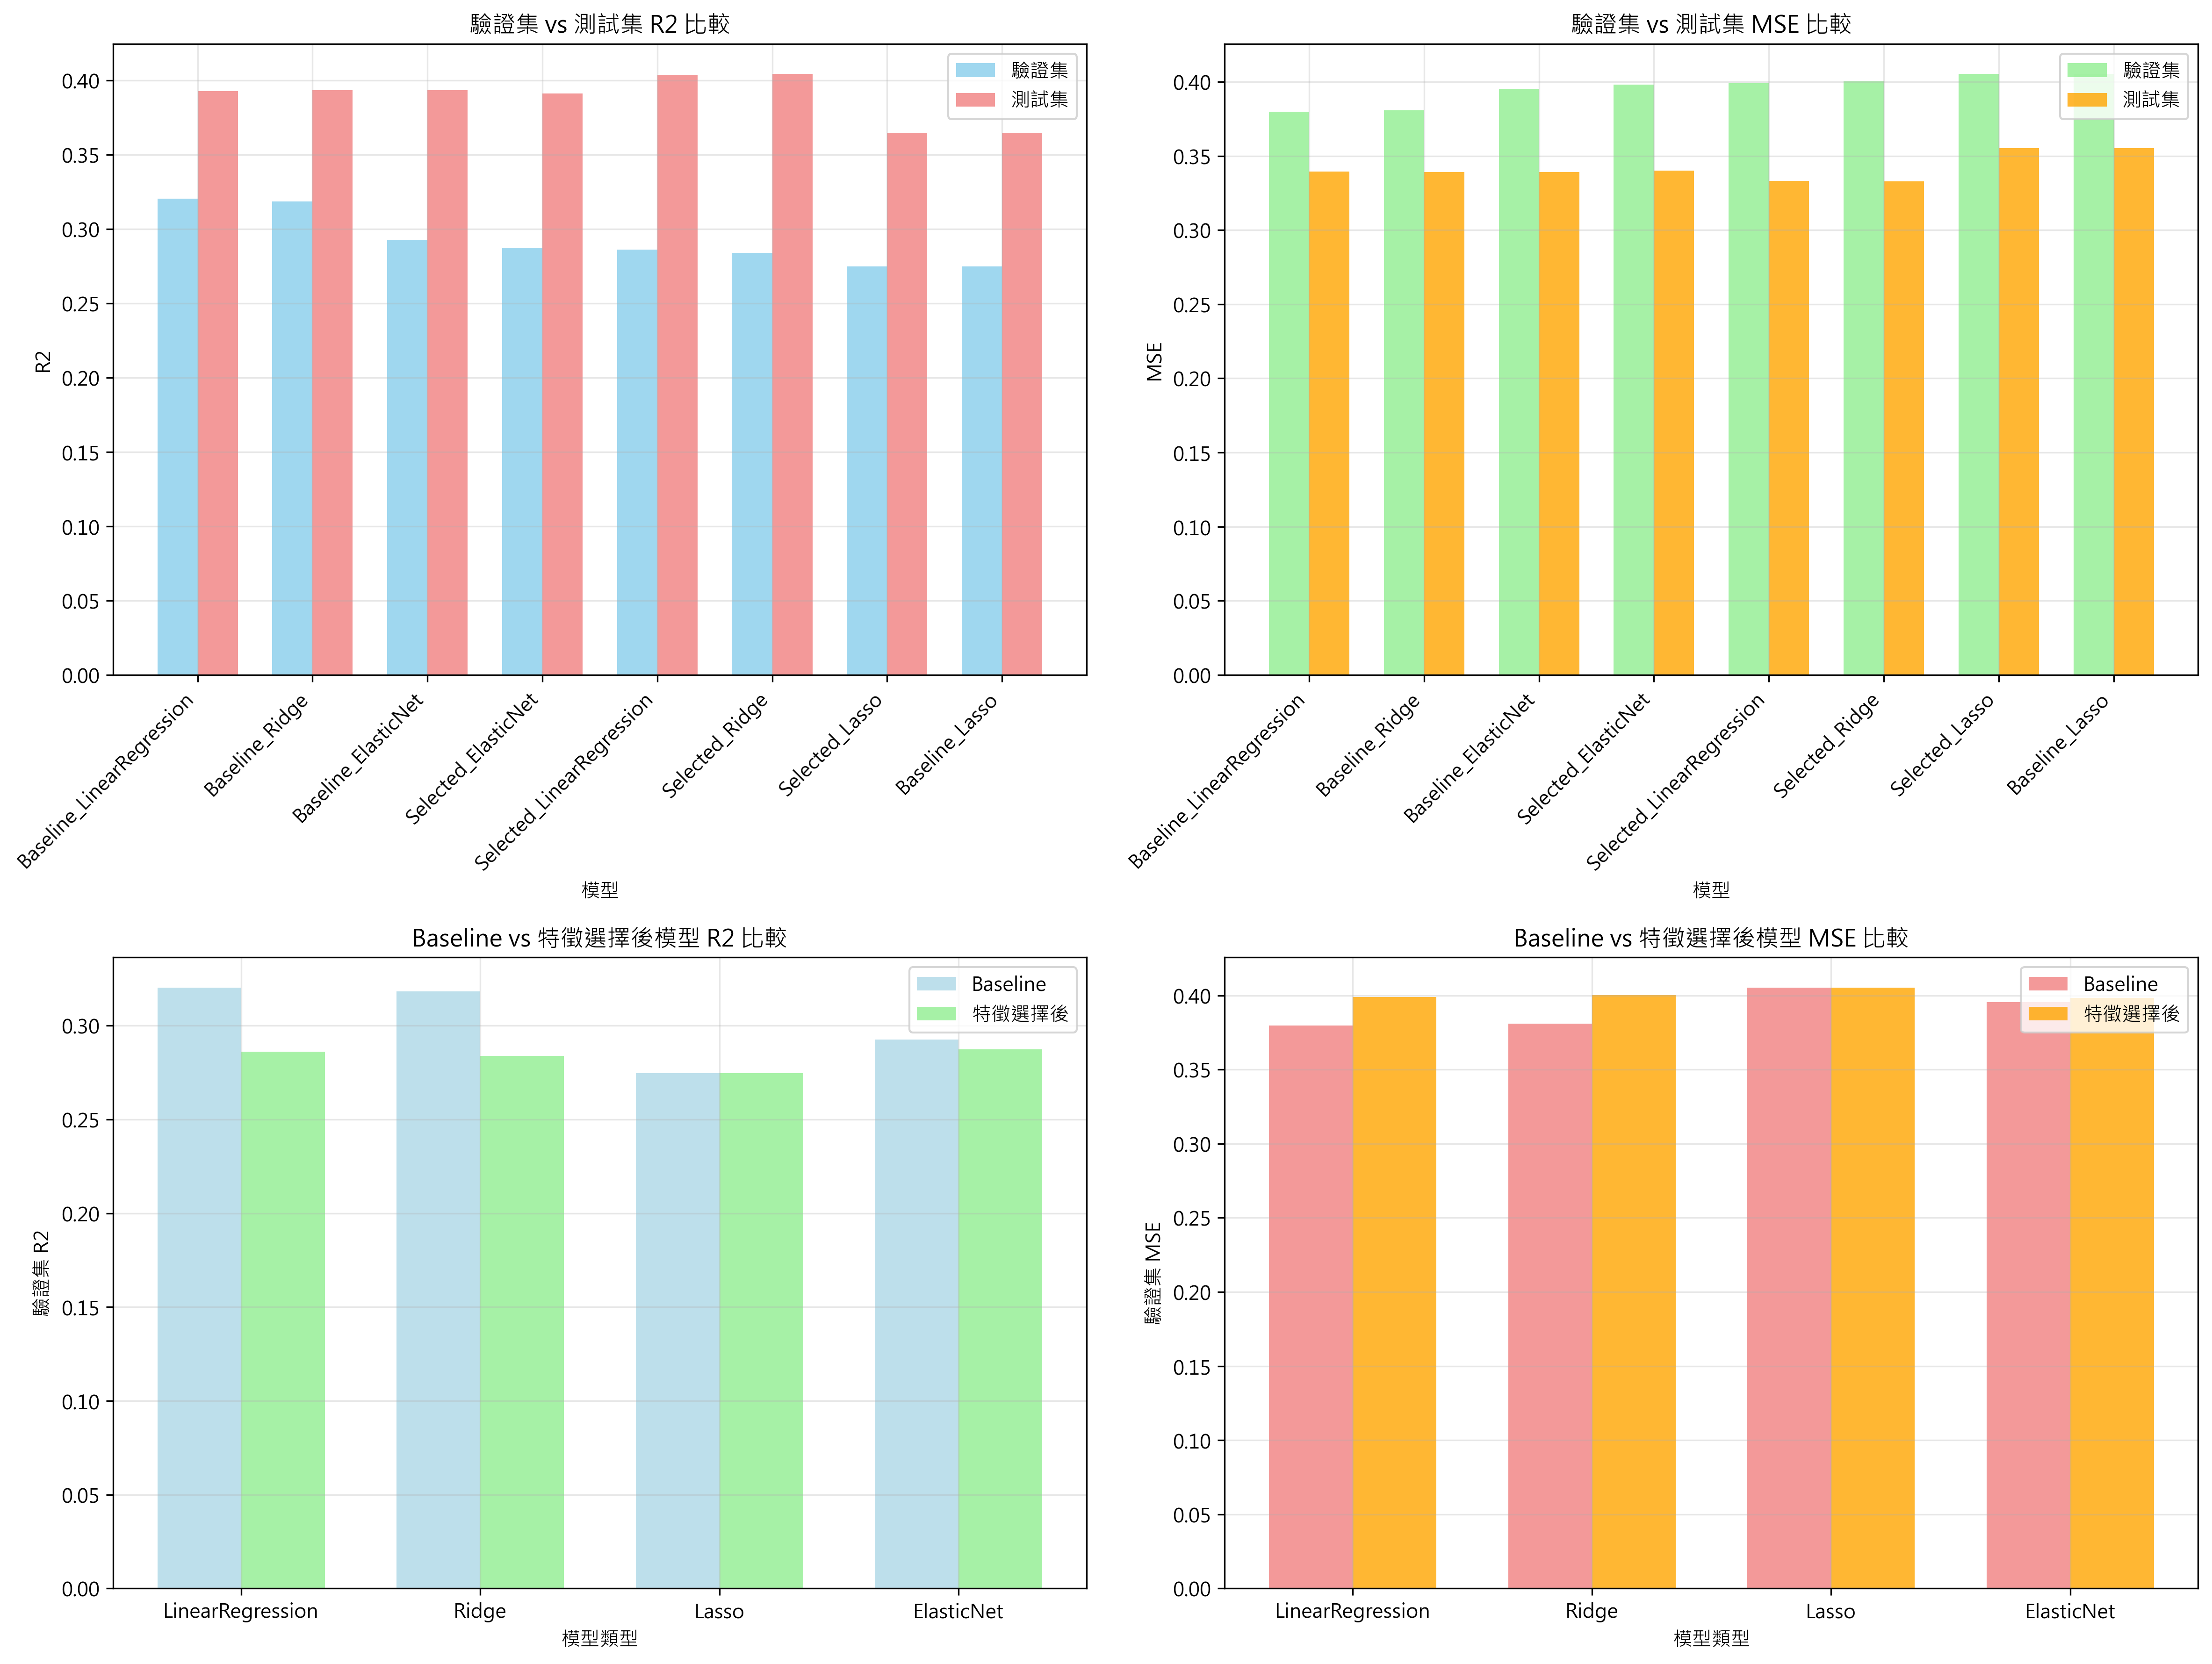 驗證集 vs 測試集 R2 比較
0.40
0.35
0.30
0.25
0.20
0.15
0.10
0.05
0.00
R2
驗證集
測試集
Baseline_LinearRegression
Baseline_Ridge
Baseline_ElasticNet
Selected_ElasticNet
Selected_LinearRegression
Selected_Ridge
Selected_Lasso
Baseline_Lasso
模型
驗證集 vs 測試集 MSE 比較
0.40
0.35
0.30
0.25
0.20
0.15
0.10
0.05
0.00
MSE
驗證集
測試集
Baseline_LinearRegression
Baseline_Ridge
Baseline_ElasticNet
Selected_ElasticNet
Selected_LinearRegression
Selected_Ridge
Selected_Lasso
Baseline_Lasso
模型
Baseline vs 特徵選擇後模型 R2 比較
0.30
0.25
0.20
0.15
0.10
0.05
0.00
驗證集 R2
Baseline
特徵選擇後
LinearRegression
Ridge
Lasso
ElasticNet
模型類型
Baseline vs 特徵選擇後模型 MSE 比較
0.40
0.35
0.30
0.25
0.20
0.15
0.10
0.05
0.00
驗證集 MSE
Baseline
特徵選擇後
LinearRegression
Ridge
Lasso
ElasticNet
模型類型